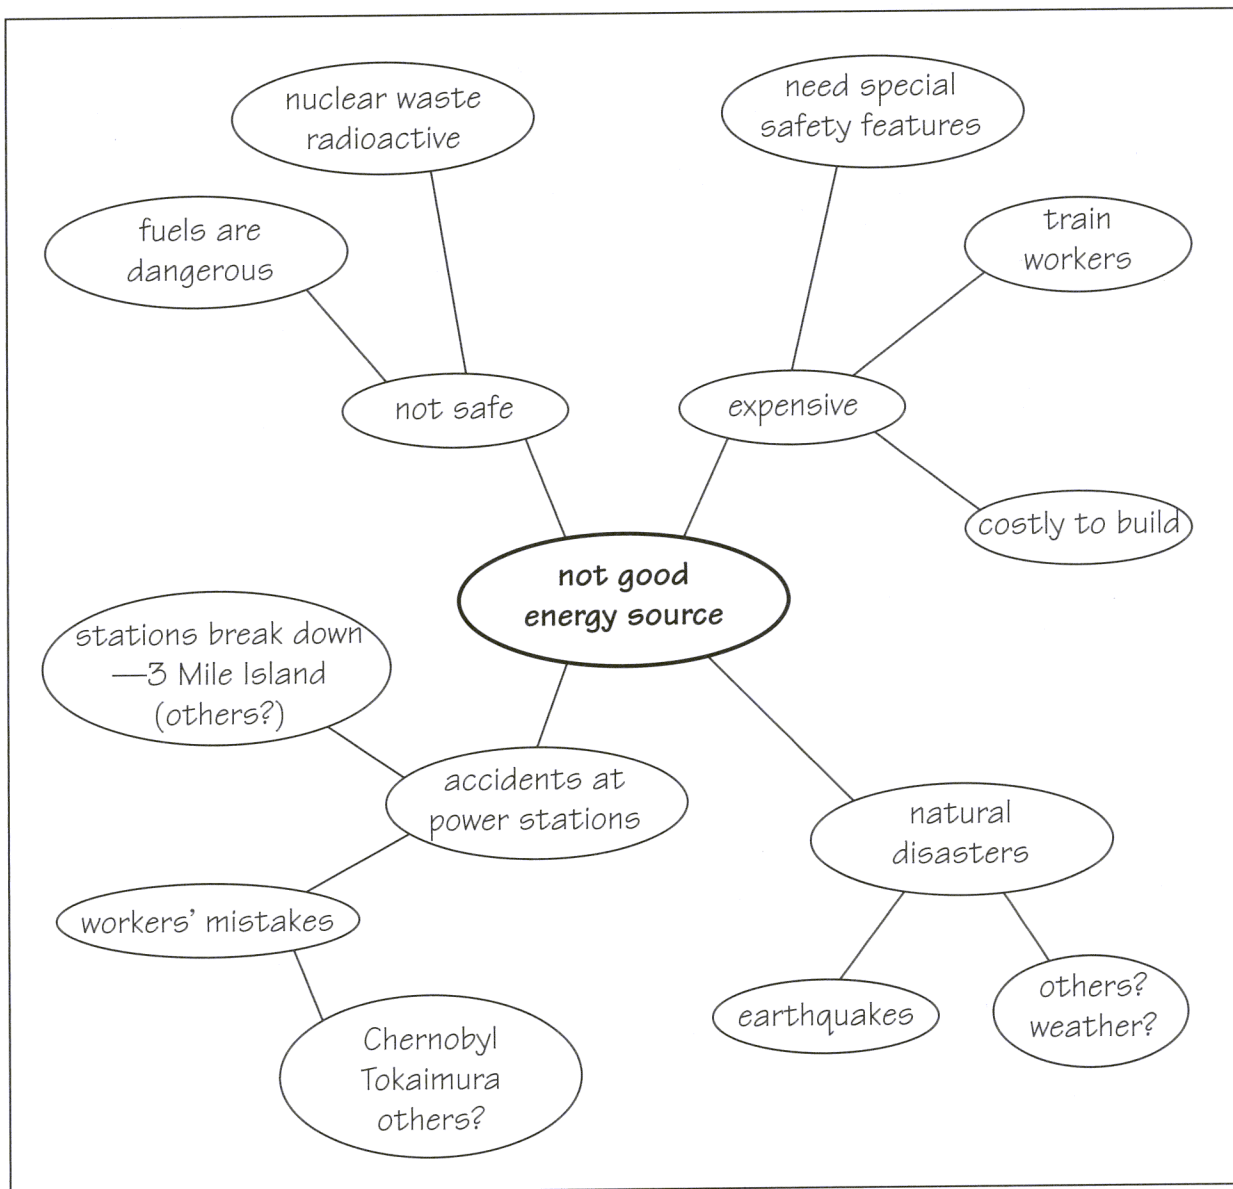 nuclear waste
radioactive
need special
safety features
fuels are
dangerous
train
workers
not safe
expensive
costly to build
not good
energy source
stations break down
—3 Mile Island
(others?)
accidents at
power stations
natural
disasters
workers' mistakes
earthquakes
others?
weather?
Chernobyl
Tokaimura
others?